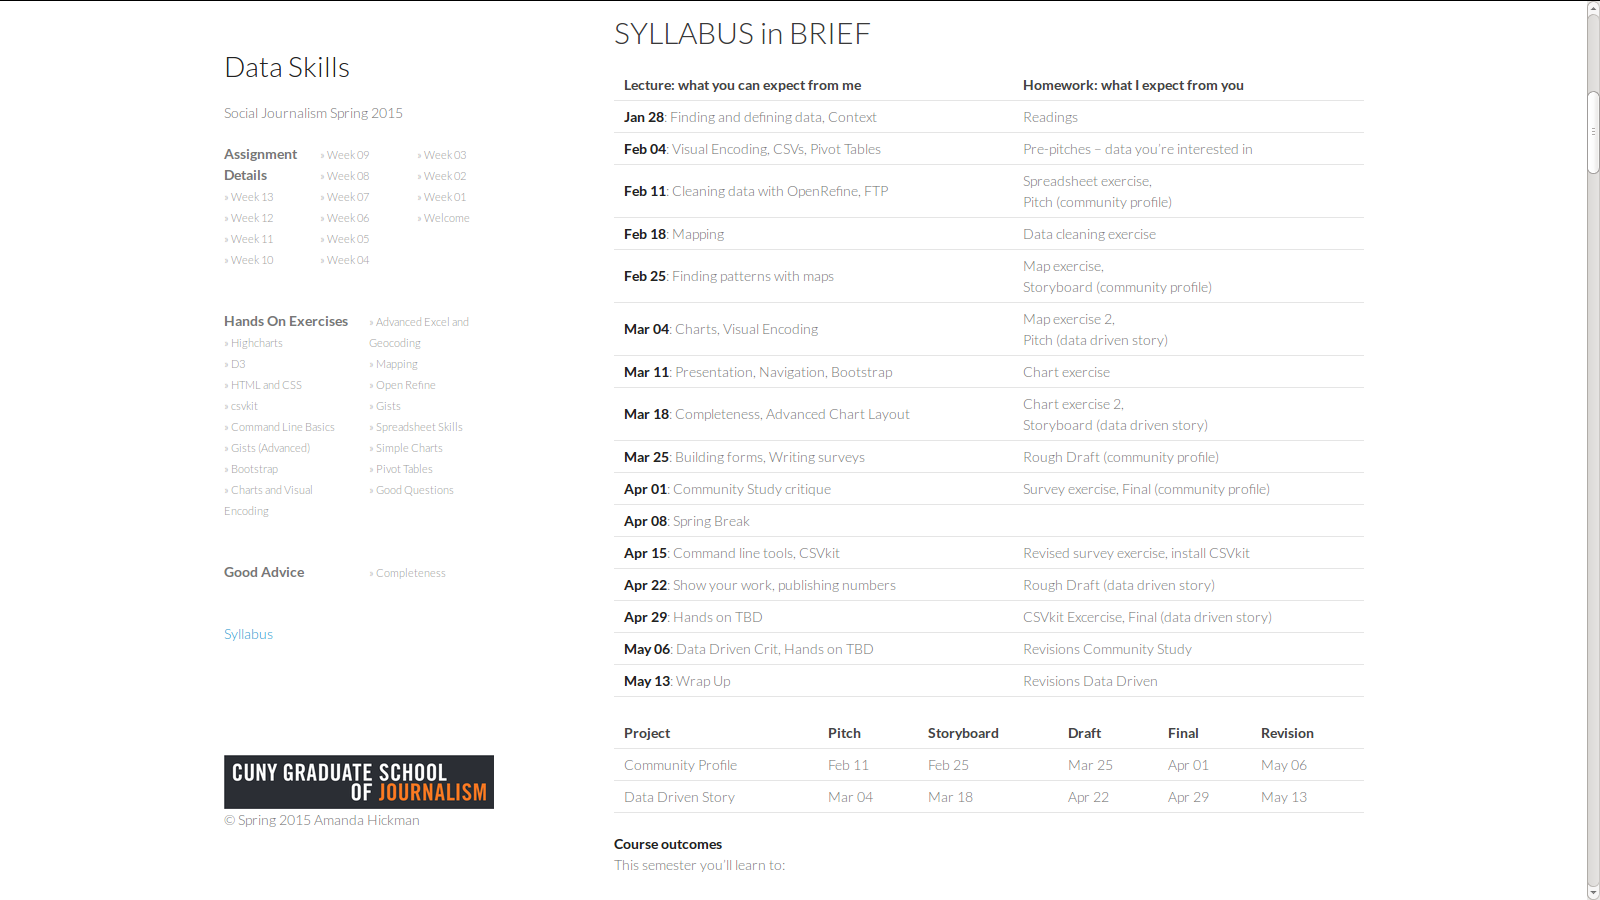 Data Skills
Social Journalism Spring 2015
Assignment
Details
» Week 13
» Week 12
» Week 11
» Week 10
» Week 09
» Week 08
» Week 07
» Week 06
» Week 05
» Week 04
» Week 03
» Week 02
» Week 01
» Welcome
Hands On Exercises
» Highcharts
» D3
» HTML and CSS
» csvkit
» Command Line Basics
» Gists (Advanced)
» Bootstrap
» Charts and Visual
Encoding
» Advanced Excel and
Geocoding
» Mapping
» Open Refine
» Gists
» Spreadsheet Skills
» Simple Charts
» Pivot Tables
» Good Questions
Good Advice
» Completeness
Syllabus
CUNY GRADUATE SCHOOL
OF JOURNALISM
© Spring 2015 Amanda Hickman
SYLLABUS in BRIEF
Lecture: what you can expect from me Homework: what I expect from you
Jan 28: Finding and defining data, Context Readings
Feb 04: Visual Encoding, CSVs, Pivot Tables Pre-pitches – data you're interested in
Feb 11: Cleaning data with OpenRefine, FTP Spreadsheet exercise,
Pitch (community profile)
Feb 18: Mapping Data cleaning exercise
Feb 25: Finding patterns with maps Map exercise,
Storyboard (community profile)
Mar 04: Charts, Visual Encoding Map exercise 2,
Pitch (data driven story)
Mar 11: Presentation, Navigation, Bootstrap Chart exercise
Mar 18: Completeness, Advanced Chart Layout Chart exercise 2,
Storyboard (data driven story)
Mar 25: Building forms, Writing surveys Rough Draft (community profile)
Apr 01: Community Study critique Survey exercise, Final (community profile)
Apr 08: Spring Break
Apr 15: Command line tools, CSVkit Revised survey exercise, install CSVkit
Apr 22: Show your work, publishing numbers Rough Draft (data driven story)
Apr 29: Hands on TBD CSVkit Excercise, Final (data driven story)
May 06: Data Driven Crit, Hands on TBD Revisions Community Study
May 13: Wrap Up Revisions Data Driven
Project Pitch Storyboard Draft Final Revision
Community Profile Feb 11 Feb 25 Mar 25 Apr 01 May 06
Data Driven Story Mar 04 Mar 18 Apr 22 Apr 29 May 13
Course outcomes
This semester you'll learn to: